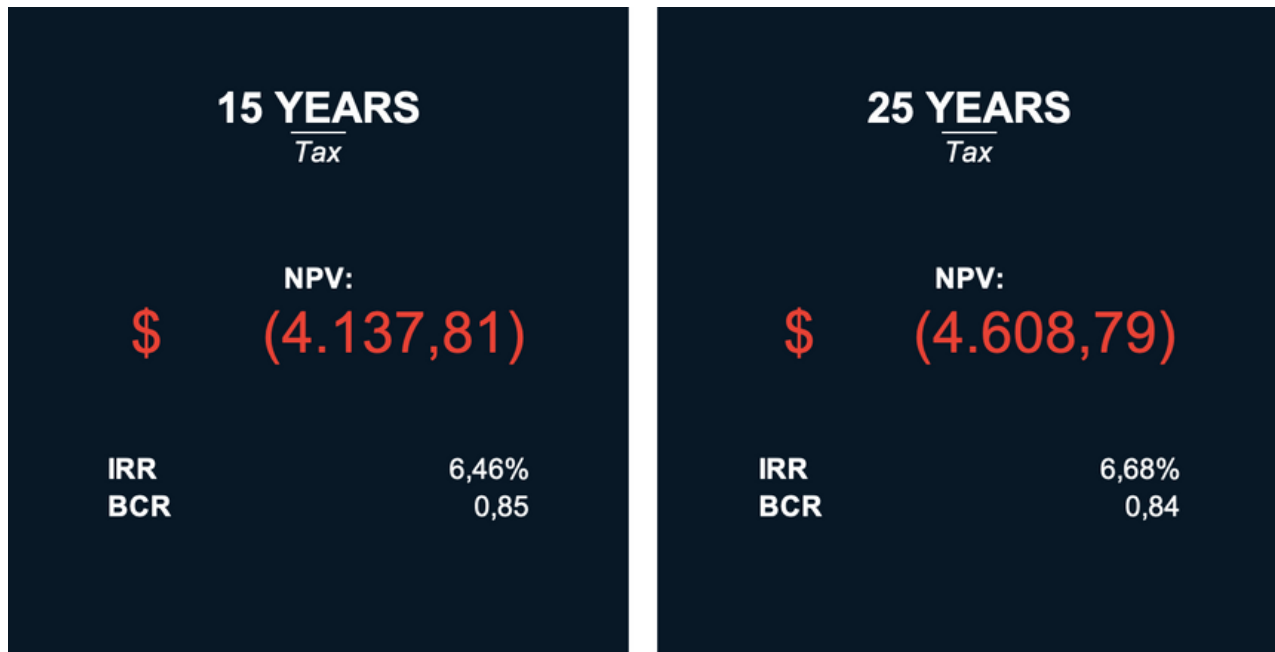 15 YEARS
Tax
NPV:
$ (4.137,81)
IRR 6,46%
BCR 0,85
25 YEARS
Tax
NPV:
$ (4.608,79)
IRR 6,68%
BCR 0,84